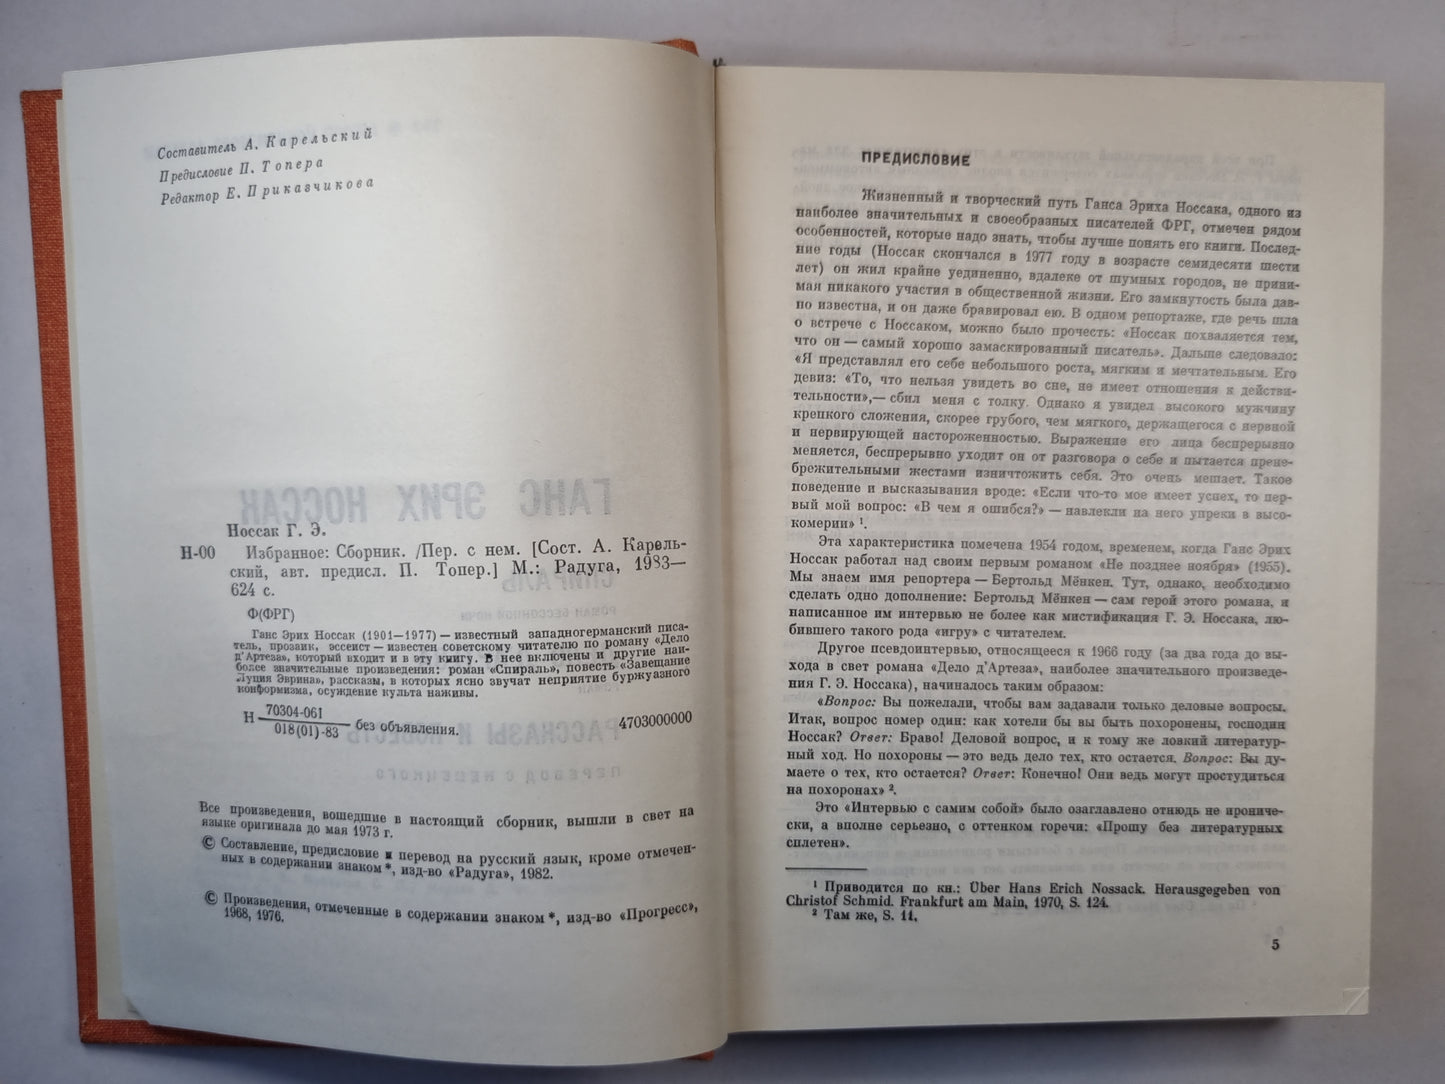 Составитель А. Карельский
Предисловие П. Топера
Редактор Е. Приказчикова
ГАНС ЭРИХ НОССАК
Носсак Г. Э.
Н-00
Избранное: Сборник. /Пер. с нем. [Сост. А. Карель-
ский, авт. предисл. П. Топер.] М.: Радуга, 1983—
624 с.
СПИРАЛЬ
РОМАН БЕССОННОЙ НОЧИ
Ф(ФРГ)
Ганс Эрих Носсак (1901—1977) — известный западногерманский писа-
тель, прозаик, эссеист — известен советскому читателю по роману «Дело
д'Артеза», который входит и в эту книгу. В нее включены и другие наи-
более значительные произведения: роман «Спираль», повесть «Завещание
Луция Эврина», рассказы, в которых ясно звучат неприятие буржуазного
конформизма, осуждение культа наживы.
РОМАН
Н 70304-061
018(01)-83 без объявления.
4703000000
РАССКАЗЫ И ПОВЕСТЬ
ПЕРЕВОД С НЕМЕЦКОГО
Все произведения, вошедшие в настоящий сборник, вышли в свет на
языке оригинала до мая 1973 г.
© Составление, предисловие и перевод на русский язык, кроме отмечен-
ных в содержании знаком *, изд-во «Радуга», 1982.
© Произведения, отмеченные в содержании знаком *, изд-во «Прогресс»,
1968, 1976.
ПРЕДИСЛОВИЕ
Жизненный и творческий путь Ганса Эриха Носсака, одного из
наиболее значительных и своеобразных писателей ФРГ, отмечен рядом
особенностей, которые надо знать, чтобы лучше понять его книги. Послед-
ние годы (Носсак скончался в 1977 году в возрасте семидесяти шести
лет) он жил крайне уединенно, вдалеке от шумных городов, не прини-
мая никакого участия в общественной жизни. Его замкнутость была дав-
но известна, и он даже бравировал ею. В одном репортаже, где речь шла
о встрече с Носсаком, можно было прочесть: «Носсак похваляется тем,
что он — самый хорошо замаскированный писатель». Дальше следовало:
«Я представлял его себе небольшого роста, мягким и мечтательным. Его
девиз: «То, что нельзя увидеть во сне, не имеет отношения к действи-
тельности»,— сбил меня с толку. Однако я увидел высокого мужчину
крепкого сложения, скорее грубого, чем мягкого, держащегося с нервной
и нервирующей настороженностью. Выражение его лица беспрерывно
меняется, беспрерывно уходит он от разговора о себе и пытается прене-
брежительными жестами изничтожить себя. Это очень мешает. Такое
поведение и высказывания вроде: «Если что-то мое имеет успех, то пер-
вый мой вопрос: «В чем я ошибся?» — навлекли на него упреки в высо-
комерии» ¹.
Эта характеристика помечена 1954 годом, временем, когда Ганс Эрих
Носсак работал над своим первым романом «Не позднее ноября» (1955).
Мы знаем имя репортера — Бертольд Мёнкен. Тут, однако, необходимо
сделать одно дополнение: Бертольд Мёнкен — сам герой этого романа, и
написанное им интервью не более как мистификация Г. Э. Носсака, лю-
бившего такого рода «игру» с читателем.
Другое псевдоинтервью, относящееся к 1966 году (за два года до вы-
хода в свет романа «Дело д'Артеза», наиболее значительного произведе-
ния Г. Э. Носсака), начиналось таким образом:
«Вопрос: Вы пожелали, чтобы вам задавали только деловые вопросы.
Итак, вопрос номер один: как хотели бы вы быть похоронены, господин
Носсак? Ответ: Браво! Деловой вопрос, и к тому же ловкий литератур-
ный ход. Но похороны — это ведь дело тех, кто остается. Вопрос: Вы ду-
маете о тех, кто остается? Ответ: Конечно! Они ведь могут простудиться
на похоронах» ².
Это «Интервью с самим собой» было озаглавлено отнюдь не ирониче-
ски, а вполне серьезно, с оттенком горечи: «Прошу без литературных
сплетен».
¹ Приводится по кн.: Über Hans Erich Nossack. Herausgegeben von
Christof Schmid. Frankfurt am Main, 1970, S. 124.
² Там же, S. 11.
5